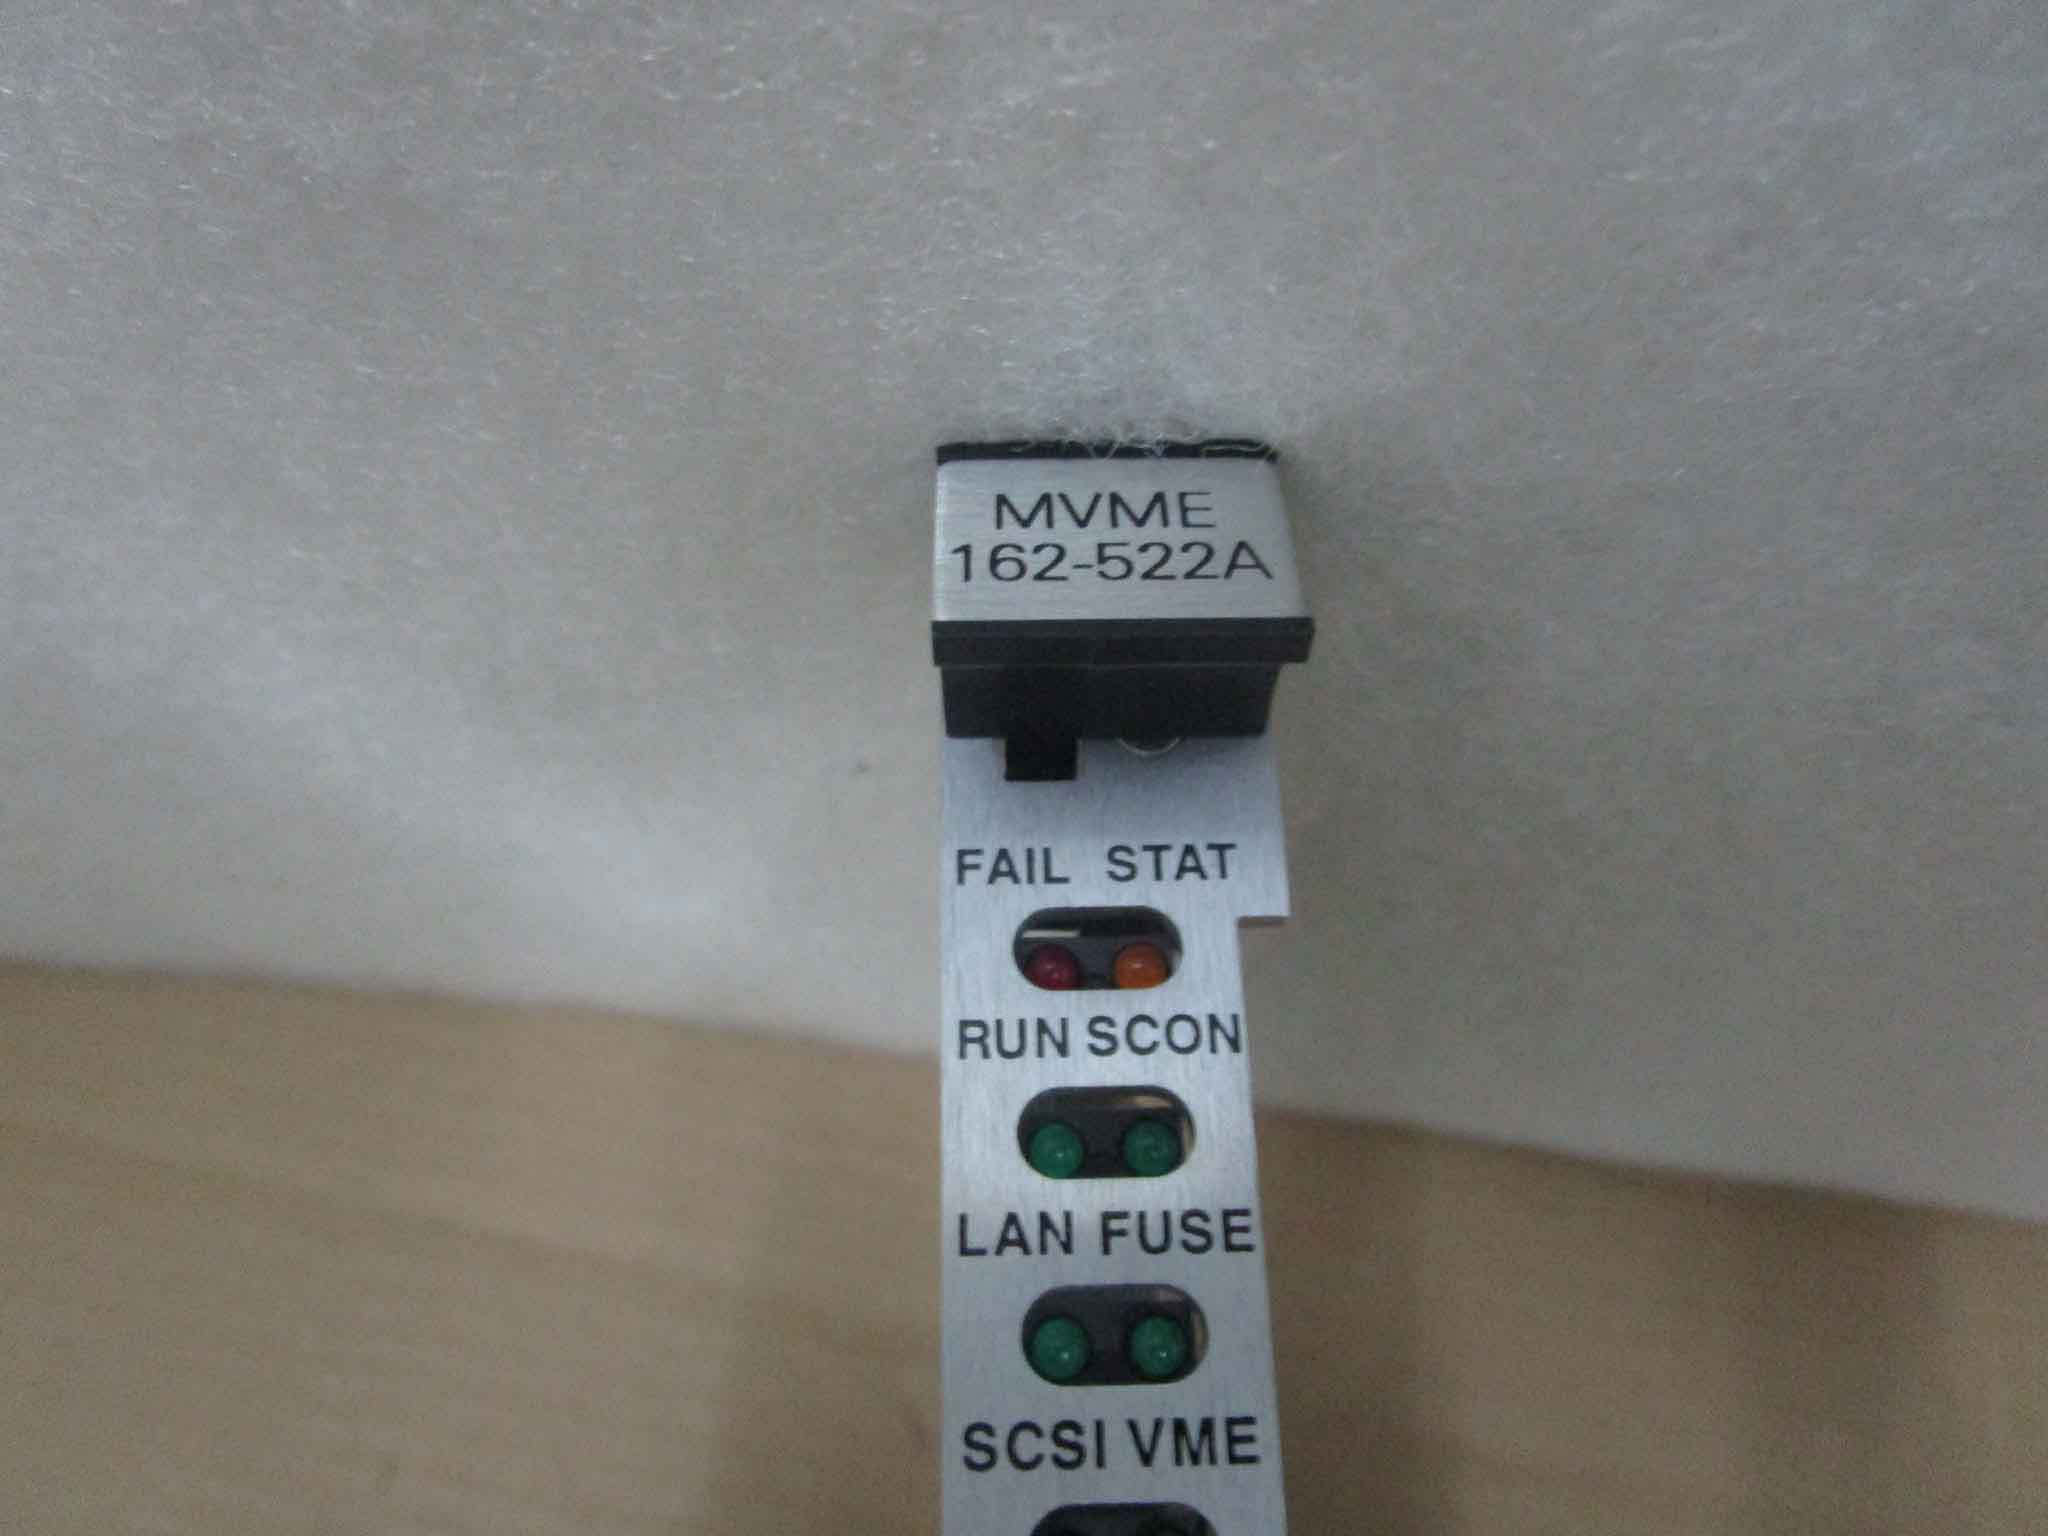 MVME
162-522A
FAIL STAT
RUN SCON
LAN FUSE
SCSI VME